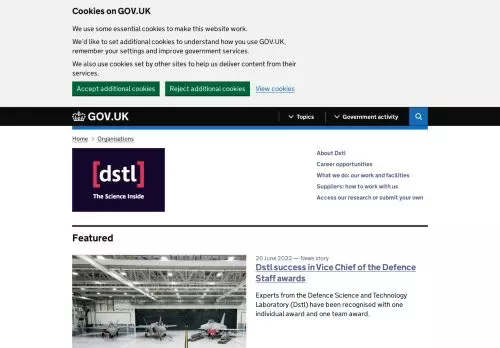 Cookies on GOV.UK
We use some essential cookies to make this website work.
We'd like to set additional cookies to understand how you use GOV.UK,
remember your settings and improve government services.
We also use cookies set by other sites to help us deliver content from their
services.
Accept additional cookies Reject additional cookies View cookies
GOV.UK Topics Government activity
Home > Organisations
[dstl]
The Science Inside
About Dstl
Career opportunities
What we do: our work and facilities
Suppliers: how to work with us
Access our research or submit your own
Featured
20 June 2022 — News story
Dstl success in Vice Chief of the Defence
Staff awards
Experts from the Defence Science and Technology
Laboratory (Dstl) have been recognised with one
individual award and one team award.